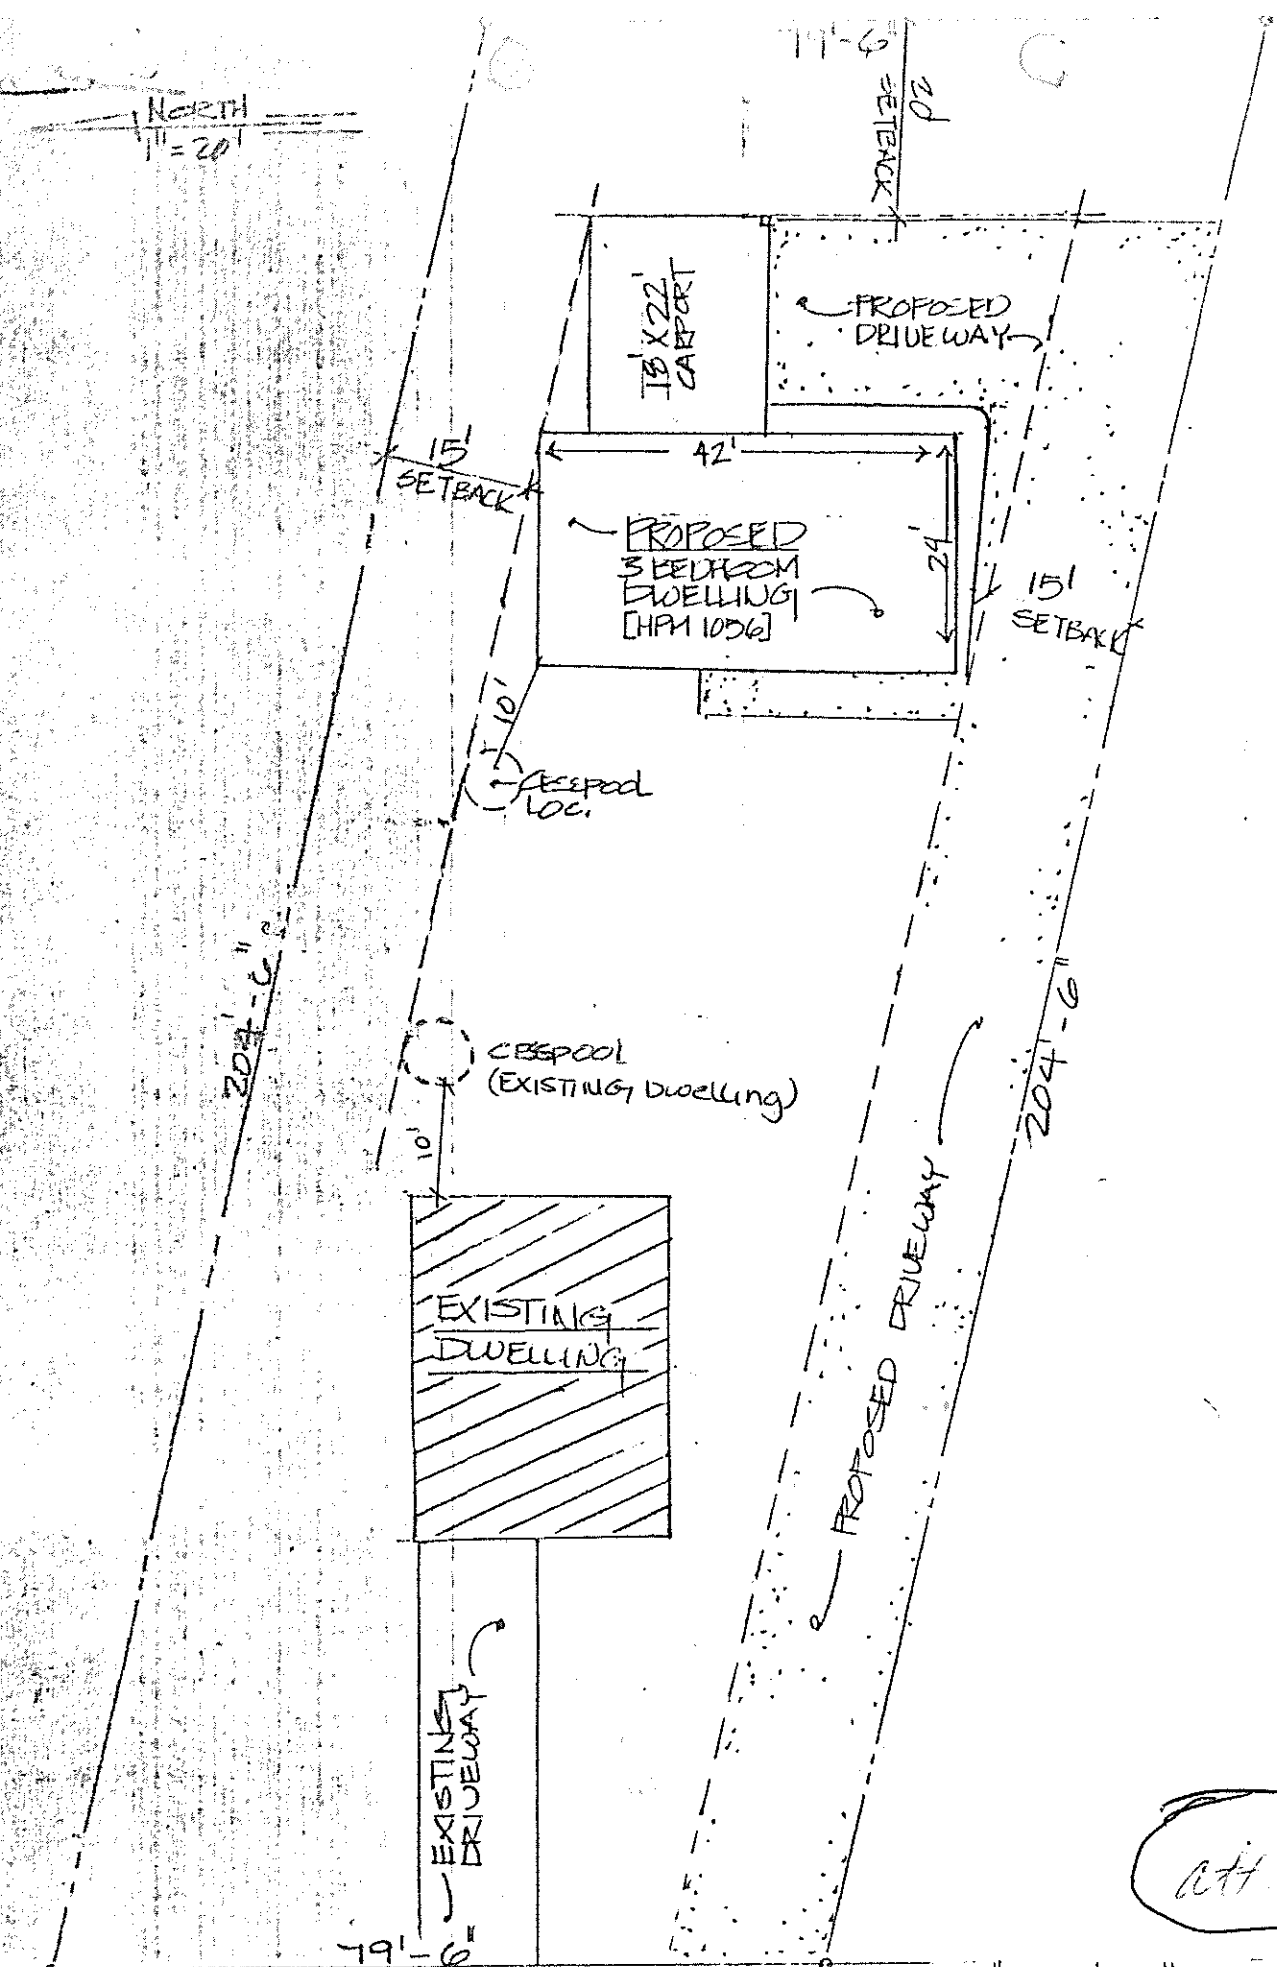 79'-6"
NORTH
1"=20'
SETBACK
20
18' X 22'
CARPORT
PROPOSED
DRIVEWAY
15'
SETBACK
42'
24'
PROPOSED
3 BEDROOM
DWELLING
[HPM 1056]
15'
SETBACK
10'
CESSPOOL
LOC.
204'-6"
204'-6"
CESSPOOL
(EXISTING Dwelling)
10'
EXISTING
DWELLING
PROPOSED DRIVEWAY
EXISTING
DRIVEWAY
att
79'-6"